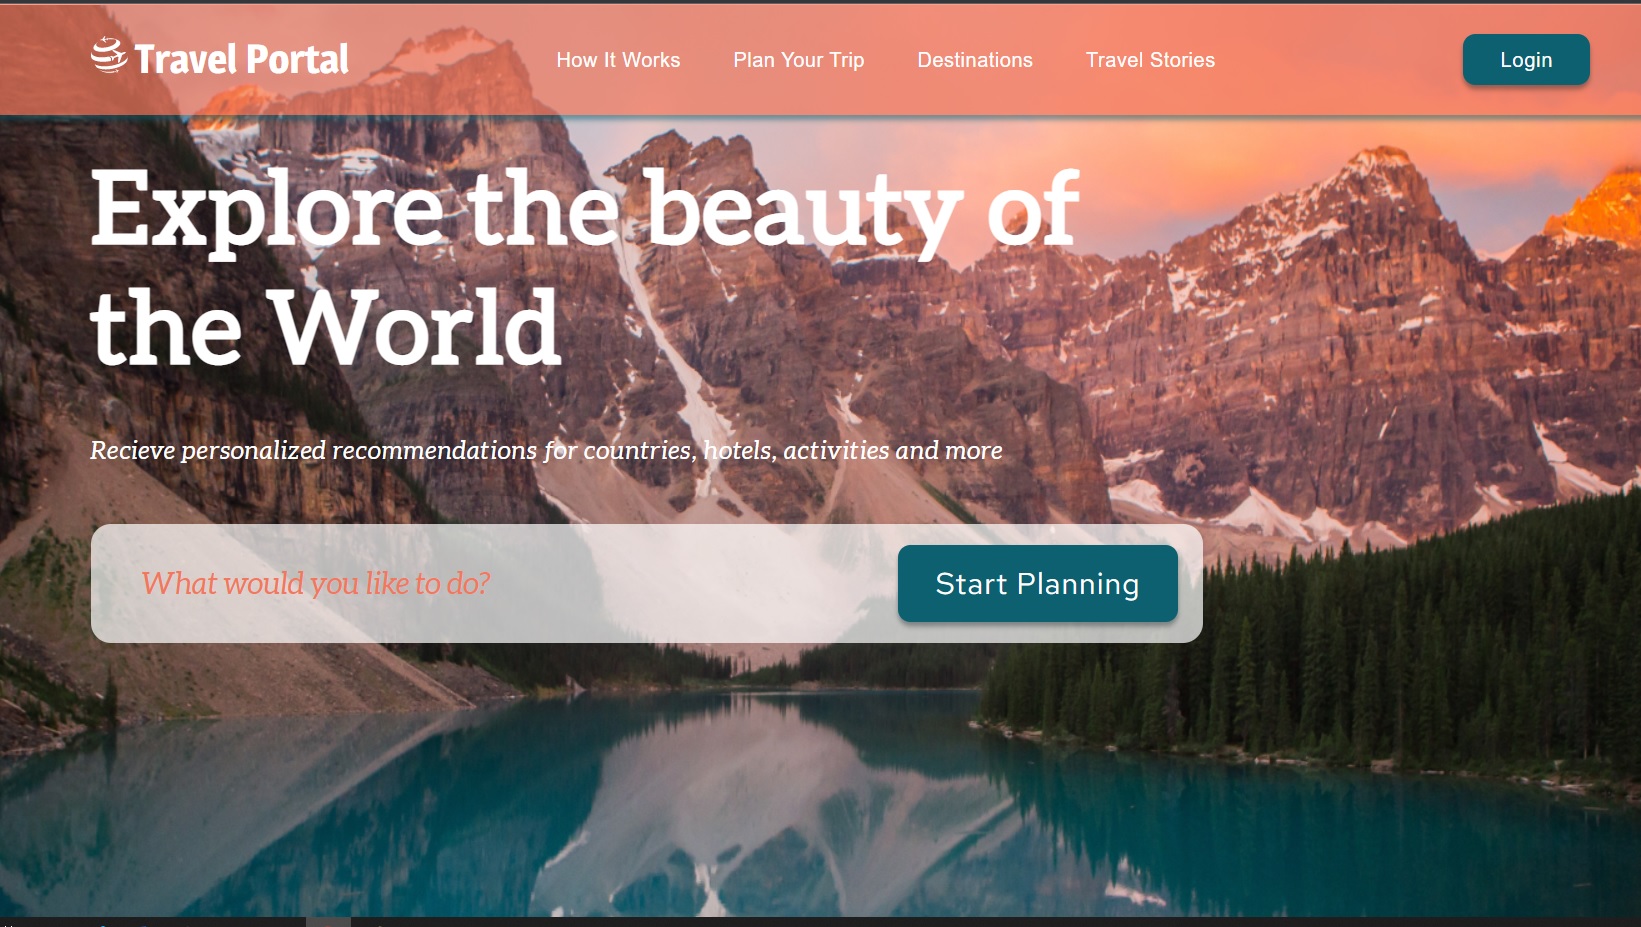 Travel Portal
How It Works
Plan Your Trip
Destinations
Travel Stories
Login
Explore the beauty of
the World
Recieve personalized recommendations for countries, hotels, activities and more
What would you like to do?
Start Planning